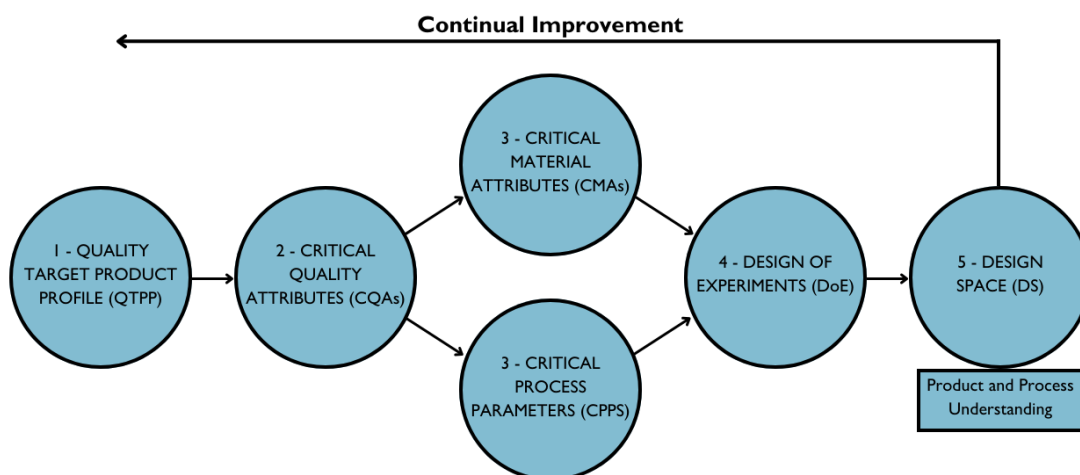 Continual Improvement
1 - QUALITY
TARGET PRODUCT
PROFILE (QTPP)
2 - CRITICAL
QUALITY
ATTRIBUTES (CQAs)
3 - CRITICAL
MATERIAL
ATTRIBUTES (CMAs)
3 - CRITICAL
PROCESS
PARAMETERS (CPPS)
4 - DESIGN OF
EXPERIMENTS (DoE)
5 - DESIGN
SPACE (DS)
Product and Process
Understanding